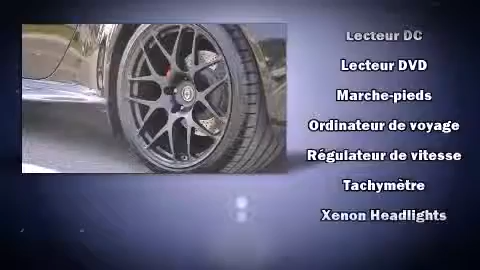 Lecteur DC
Lecteur DVD
Marche-pieds
Ordinateur de voyage
Régulateur de vitesse
Tachymètre
Xenon Headlights